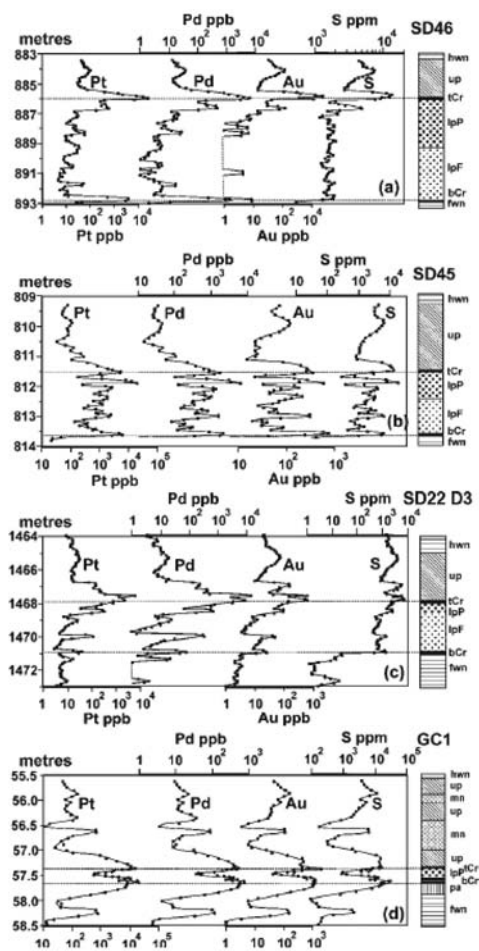 Pd ppb S ppm SD46
metres 1 10 10² 10³ 10⁴ 10³ 10⁴
883
885
887
889
891
893
Pt Pd Au S
(a)
hwn
up
tCr
lpP
lpF
bCr
fwn
1 10 10² 10³ 10⁴ 1 10 10² 10³ 10⁴
Pt ppb Au ppb
Pd ppb S ppm SD45
metres 10 10² 10³ 10⁴ 10² 10³ 10⁴
809
810
811
812
813
814
Pt Pd Au S
(b)
hwn
up
tCr
lpP
lpF
bCr
fwn
10 10² 10³ 10⁴ 10⁵ 10 10² 10³
Pt ppb Au ppb
Pd ppb S ppm SD22 D3
metres 1 10 10² 10³ 10⁴ 1 10 10² 10³ 10⁴
1464
1466
1468
1470
1472
Pt Pd Au S
(c)
hwn
up
tCr
lpP
lpF
bCr
fwn
1 10 10² 10³ 10⁴ 1 10 10² 10³
Pt ppb Au ppb
Pd ppb S ppm GC1
metres 1 10 10³ 10⁵ 10² 10³ 10⁴ 10⁵
55.5
56.0
56.5
57.0
57.5
58.0
58.5
Pt Pd Au S
(d)
hwn
up
mn
up
mn
up
tCr
lpP
bCr
pa
fwn
10 10² 10³ 10⁴ 10⁵ 1 10 10² 10³ 10⁴
Pt ppb Au ppb